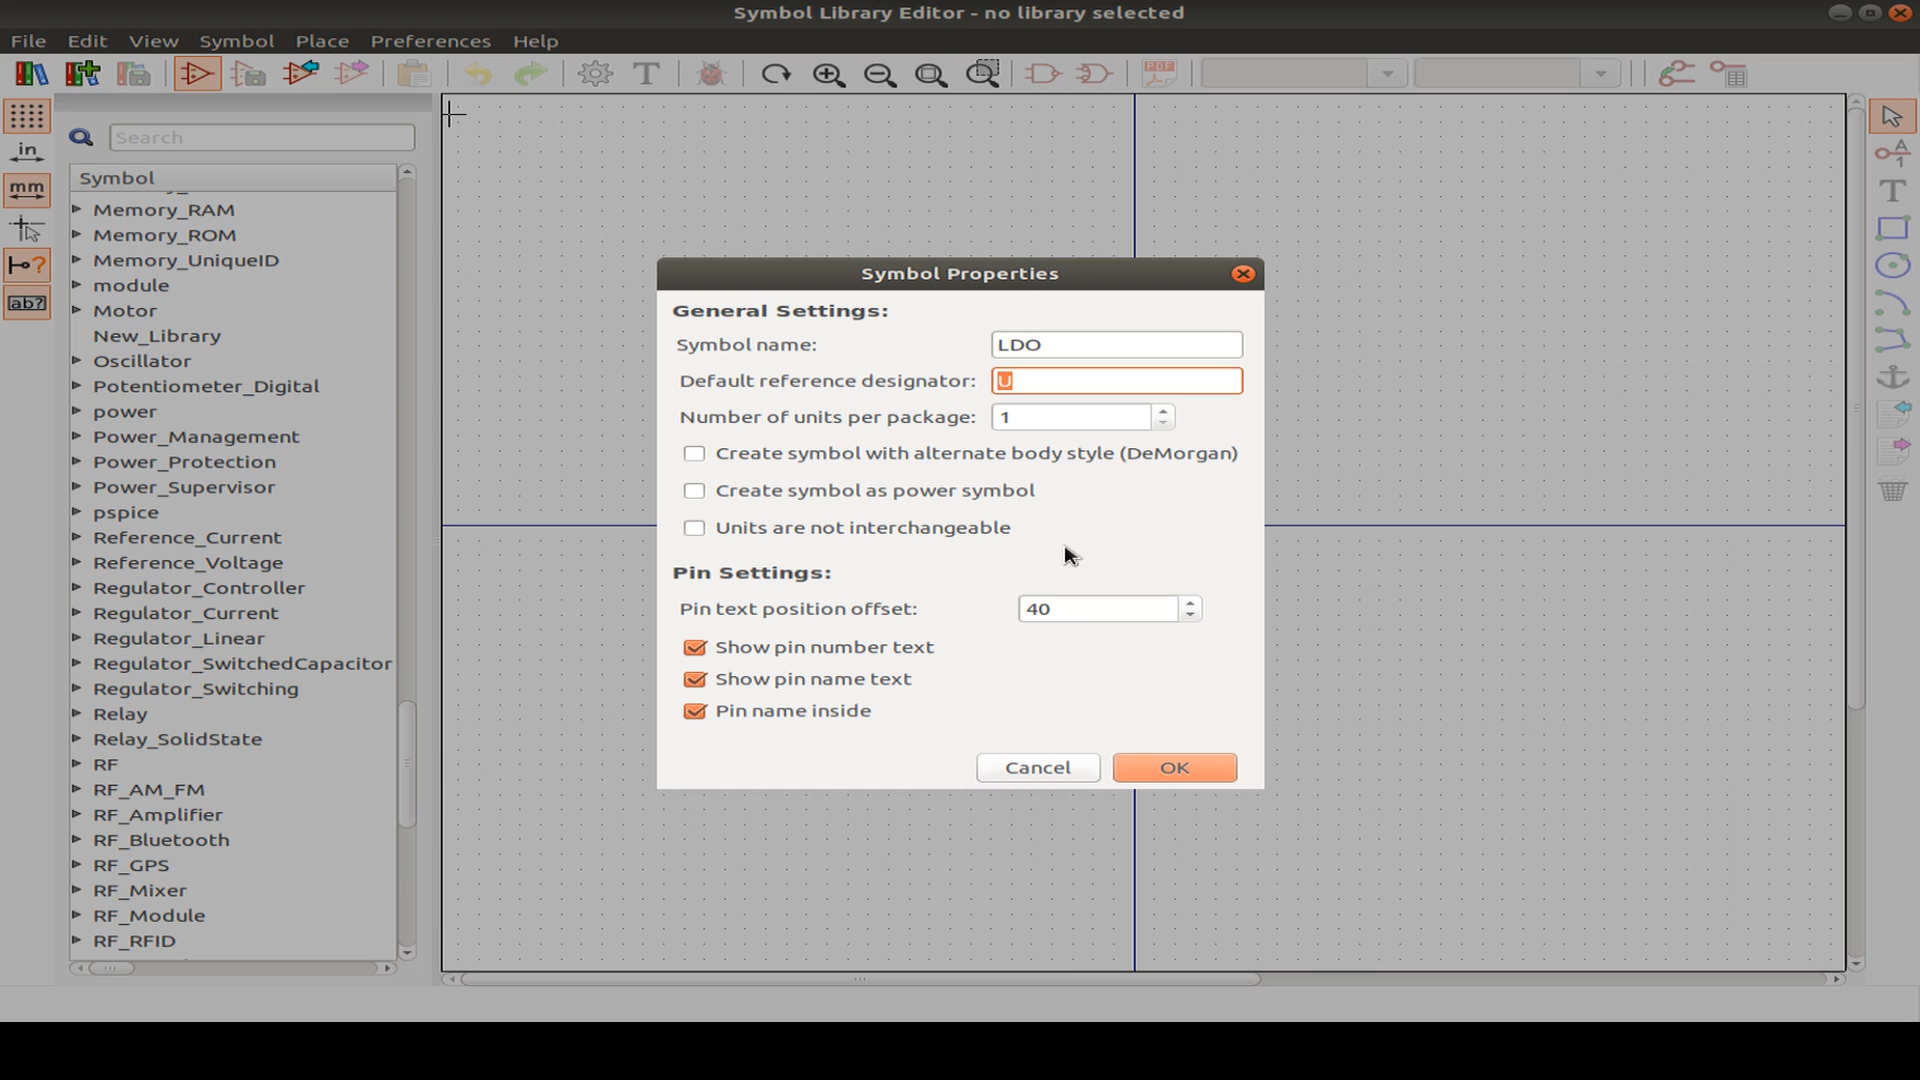 Symbol Library Editor - no library selected
File Edit View Symbol Place Preferences Help
T PDF
Search
in
mm
ab?
A
1
T
Symbol
Memory_RAM
Memory_ROM
Memory_UniqueID
module
Motor
New_Library
Oscillator
Potentiometer_Digital
power
Power_Management
Power_Protection
Power_Supervisor
pspice
Reference_Current
Reference_Voltage
Regulator_Controller
Regulator_Current
Regulator_Linear
Regulator_SwitchedCapacitor
Regulator_Switching
Relay
Relay_SolidState
RF
RF_AM_FM
RF_Amplifier
RF_Bluetooth
RF_GPS
RF_Mixer
RF_Module
RF_RFID
Symbol Properties
General Settings:
Symbol name: LDO
Default reference designator: U
Number of units per package: 1
Create symbol with alternate body style (DeMorgan)
Create symbol as power symbol
Units are not interchangeable
Pin Settings:
Pin text position offset: 40
Show pin number text
Show pin name text
Pin name inside
Cancel OK